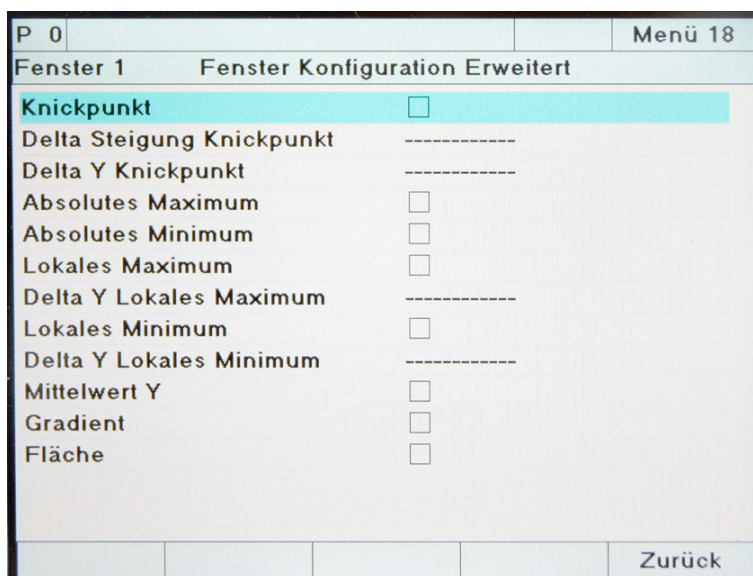 P 0 Menü 18
Fenster 1 Fenster Konfiguration Erweitert
Knickpunkt
Delta Steigung Knickpunkt ------------
Delta Y Knickpunkt ------------
Absolutes Maximum
Absolutes Minimum
Lokales Maximum
Delta Y Lokales Maximum ------------
Lokales Minimum
Delta Y Lokales Minimum ------------
Mittelwert Y
Gradient
Fläche
Zurück